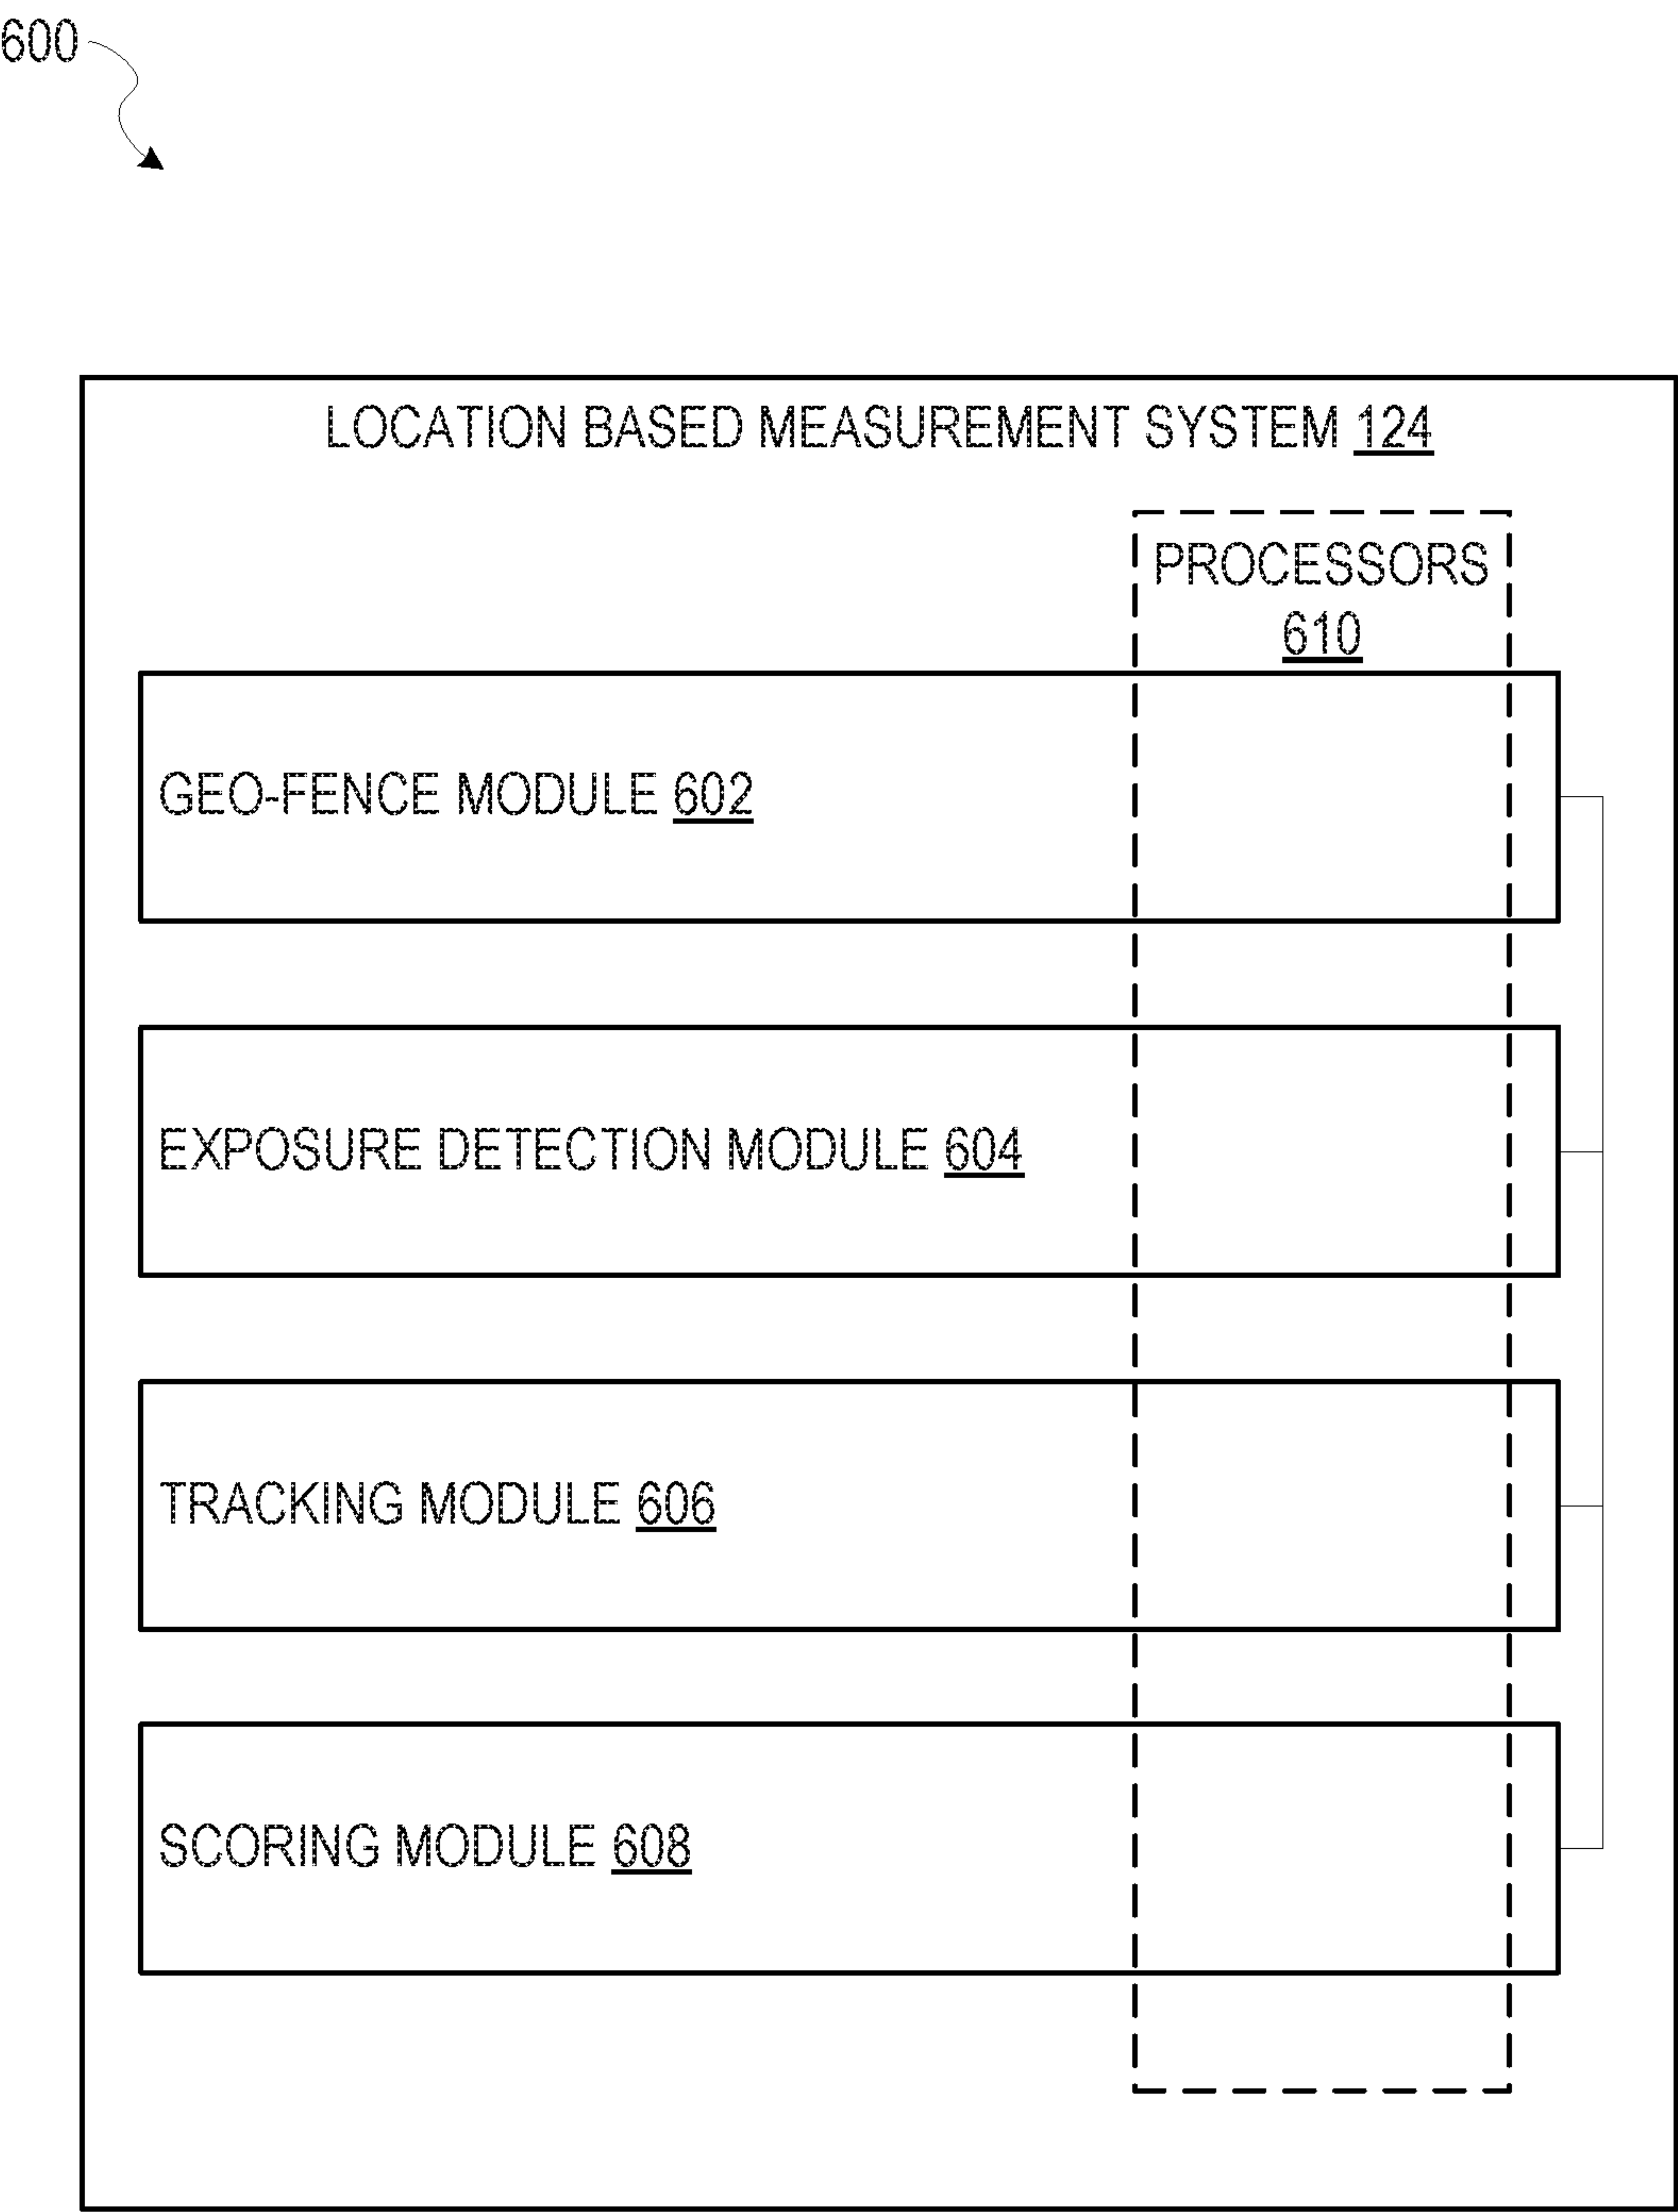 600
LOCATION BASED MEASUREMENT SYSTEM 124
PROCESSORS
610
GEO-FENCE MODULE 602
EXPOSURE DETECTION MODULE 604
TRACKING MODULE 606
SCORING MODULE 608